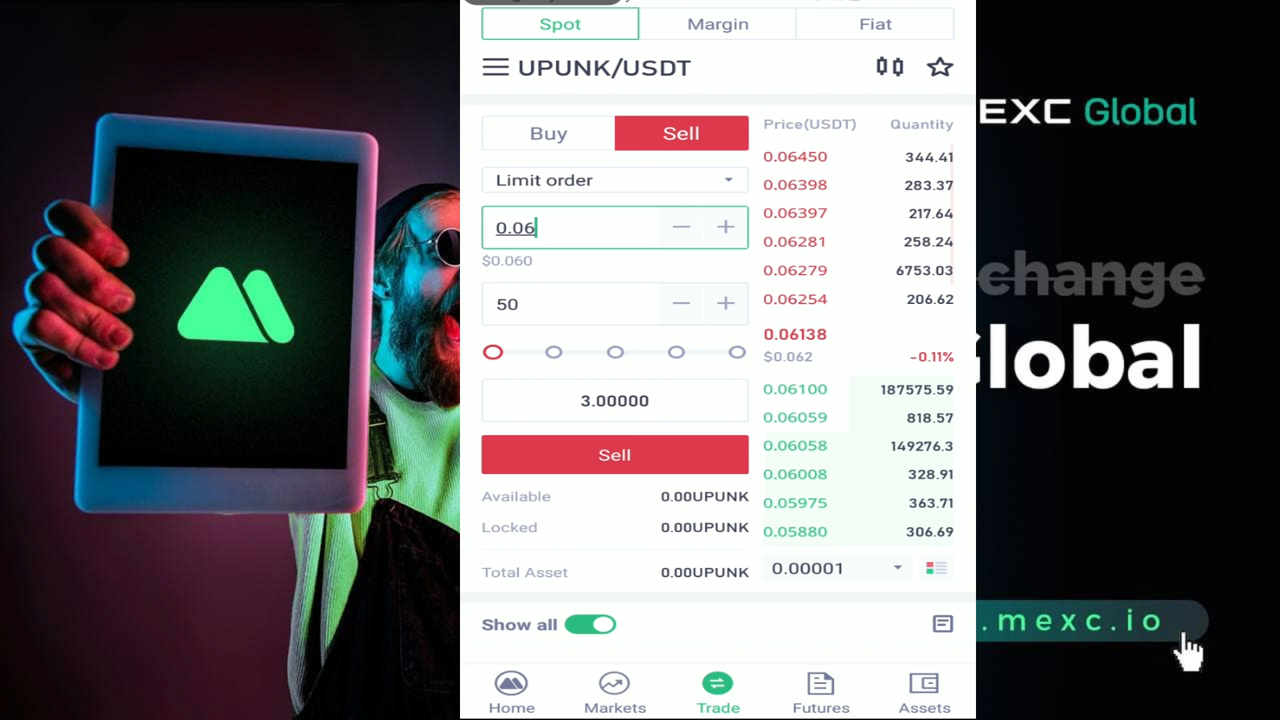 Spot Margin Fiat
UPUNK/USDT
Buy Sell
Limit order
0.06
$0.060
50
3.00000
Sell
Available 0.00UPUNK
Locked 0.00UPUNK
Total Asset 0.00UPUNK
Price(USDT) Quantity
0.06450 344.41
0.06398 283.37
0.06397 217.64
0.06281 258.24
0.06279 6753.03
0.06254 206.62
0.06138
$0.062 -0.11%
0.06100 187575.59
0.06059 818.57
0.06058 149276.3
0.06008 328.91
0.05975 363.71
0.05880 306.69
0.00001
Show all
Home Markets Trade Futures Assets
EXC Global
change
Global
.mexc.io